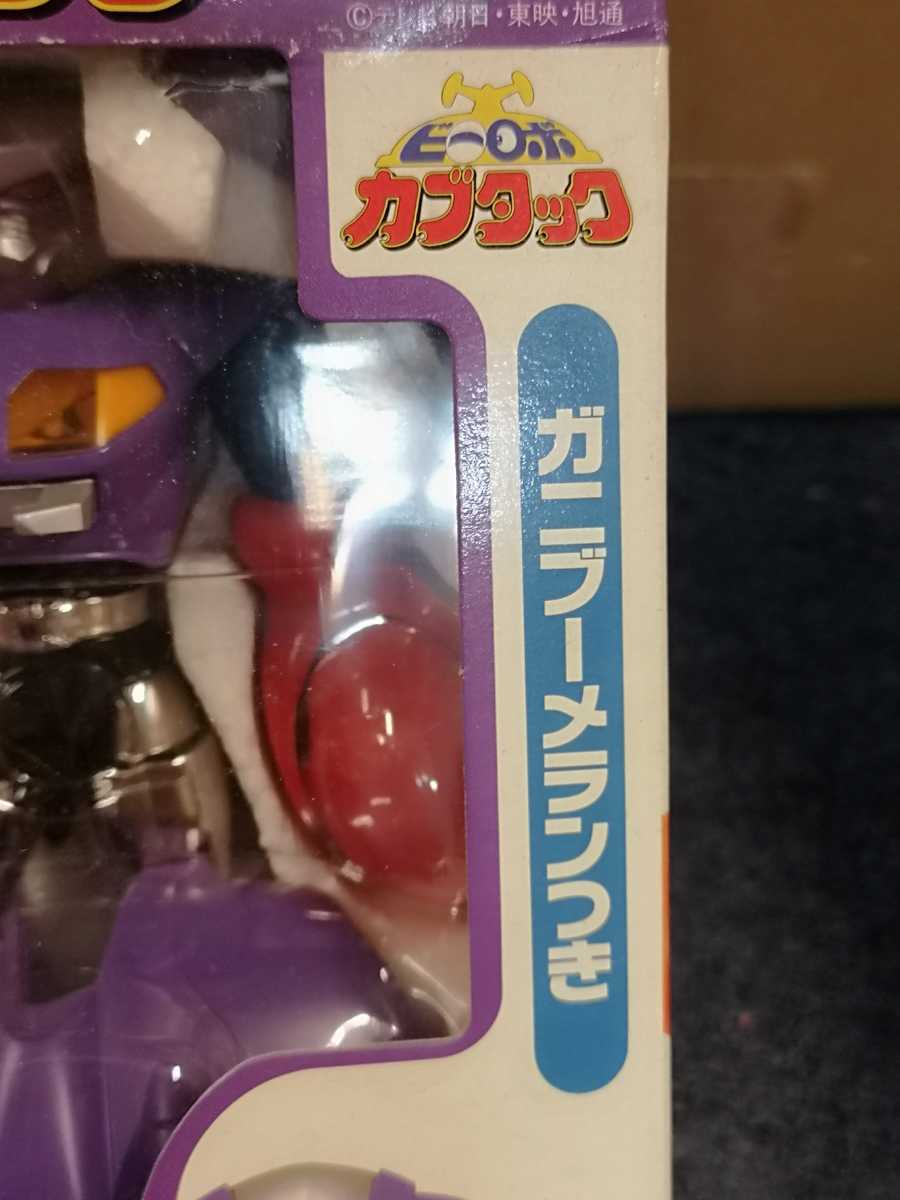 ©テレビ朝日・東映・旭通
ビーロボ
カブタック
ガニブーメランつき